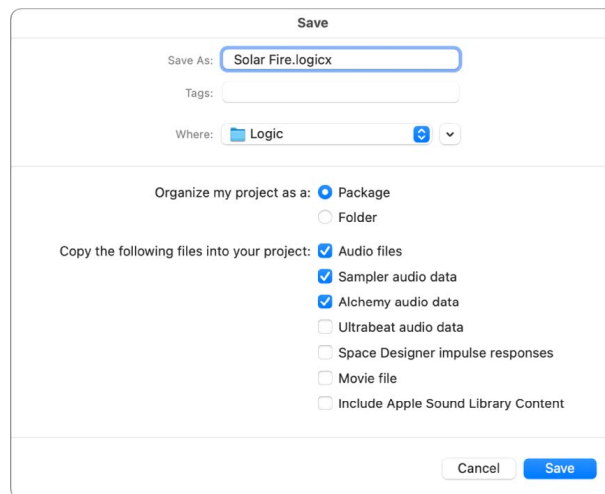 Save
Save As: Solar Fire.logicx
Tags:
Where: Logic
Organize my project as a: Package
Folder
Copy the following files into your project: Audio files
Sampler audio data
Alchemy audio data
Ultrabeat audio data
Space Designer impulse responses
Movie file
Include Apple Sound Library Content
Cancel Save